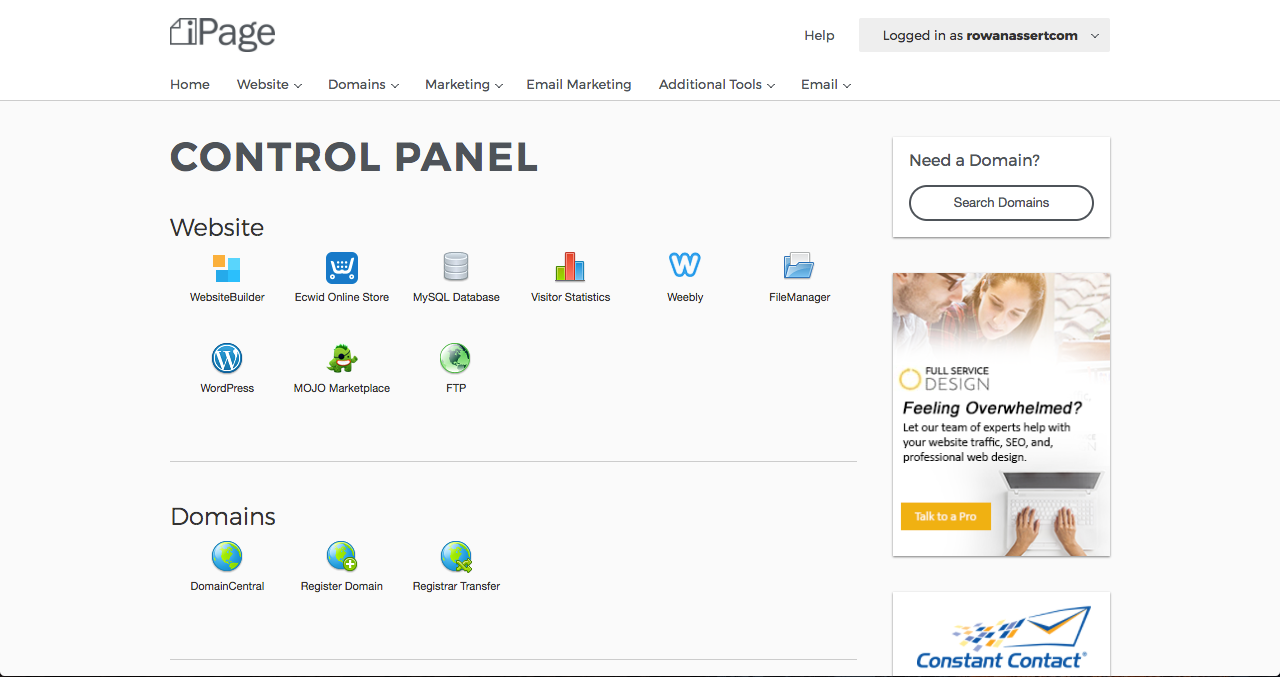 iPage
Help
Logged in as rowanassertcom
Home Website Domains Marketing Email Marketing Additional Tools Email
CONTROL PANEL
Website
WebsiteBuilder Ecwid Online Store MySQL Database Visitor Statistics Weebly FileManager
WordPress MOJO Marketplace FTP
Domains
DomainCentral Register Domain Registrar Transfer
Need a Domain?
Search Domains
FULL SERVICE
DESIGN
Feeling Overwhelmed?
Let our team of experts help with
your website traffic, SEO, and,
professional web design.
Talk to a Pro
Constant Contact®